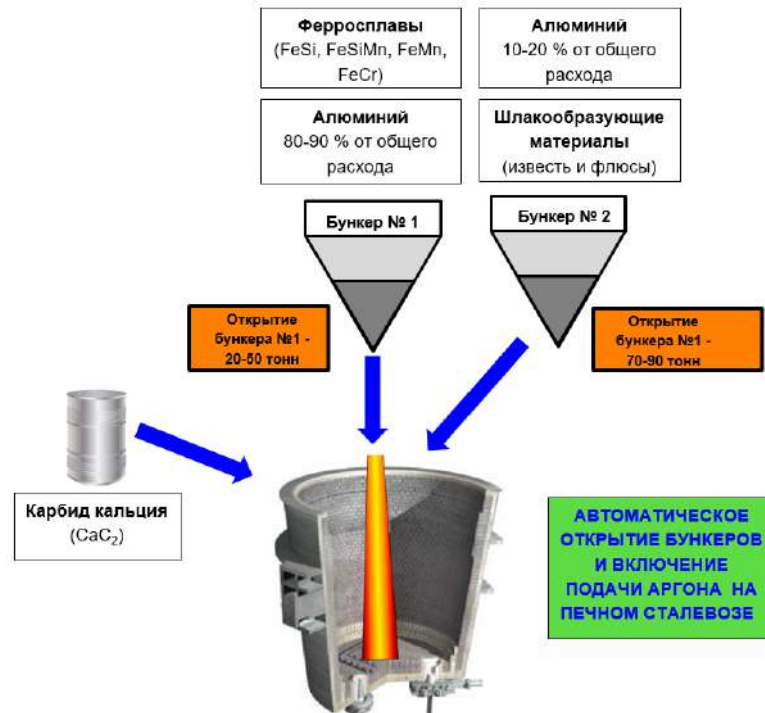 Ферросплавы
(FeSi, FeSiMn, FeMn,
FeCr)
Алюминий
10-20 % от общего
расхода
Алюминий
80-90 % от общего
расхода
Шлакообразующие
материалы
(известь и флюсы)
Бункер № 1
Бункер № 2
Открытие
бункера №1 -
20-50 тонн
Открытие
бункера №1 -
70-90 тонн
Карбид кальция
(CaC₂)
АВТОМАТИЧЕСКОЕ
ОТКРЫТИЕ БУНКЕРОВ
И ВКЛЮЧЕНИЕ
ПОДАЧИ АРГОНА НА
ПЕЧНОМ СТАЛЕВОЗЕ